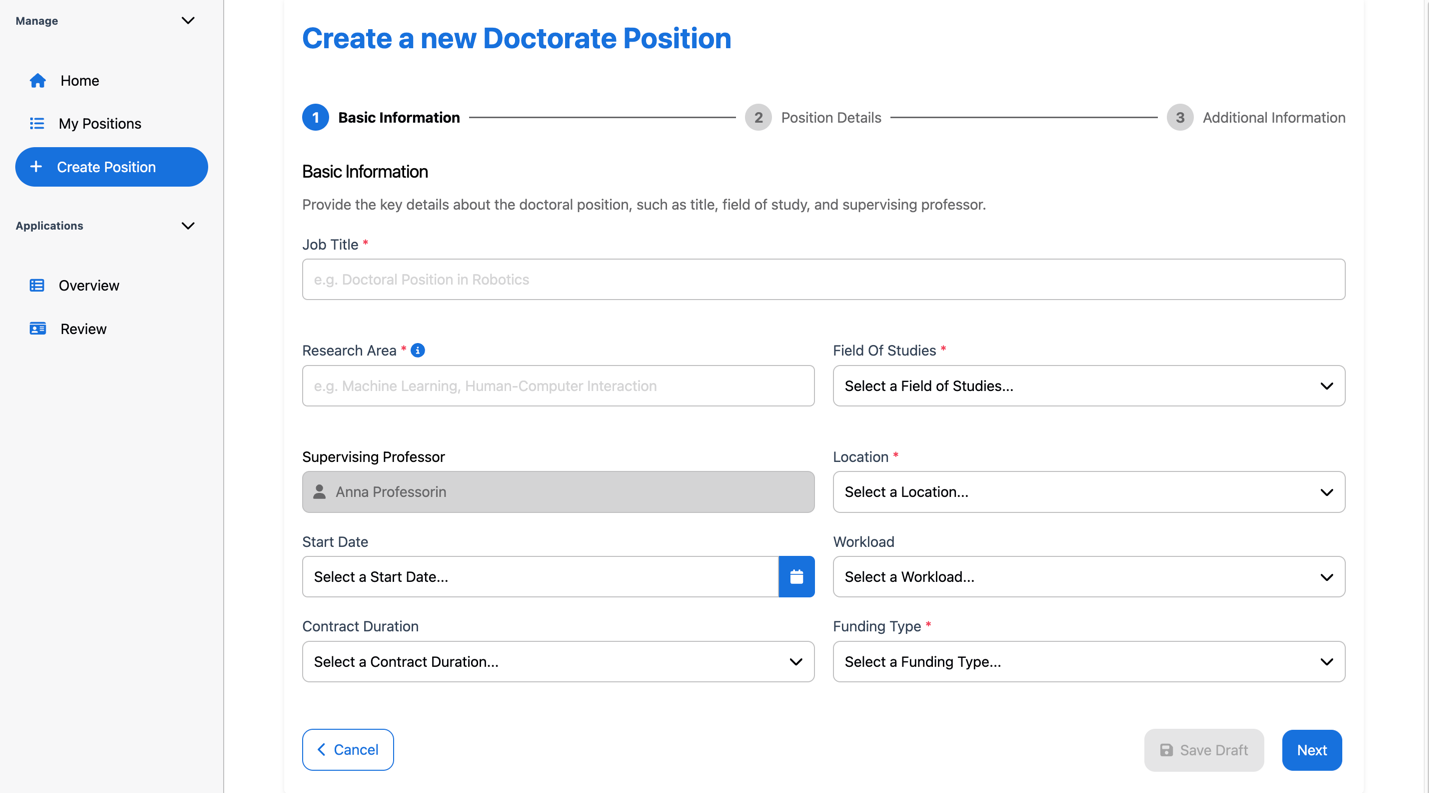 Manage
Home
My Positions
Create Position
Applications
Overview
Review
Create a new Doctorate Position
1 Basic Information
2 Position Details
3 Additional Information
Basic Information
Provide the key details about the doctoral position, such as title, field of study, and supervising professor.
Job Title *
e.g. Doctoral Position in Robotics
Research Area *
e.g. Machine Learning, Human-Computer Interaction
Field Of Studies *
Select a Field of Studies...
Supervising Professor
Anna Professorin
Location *
Select a Location...
Start Date
Select a Start Date...
Workload
Select a Workload...
Contract Duration
Select a Contract Duration...
Funding Type *
Select a Funding Type...
Cancel
Save Draft
Next